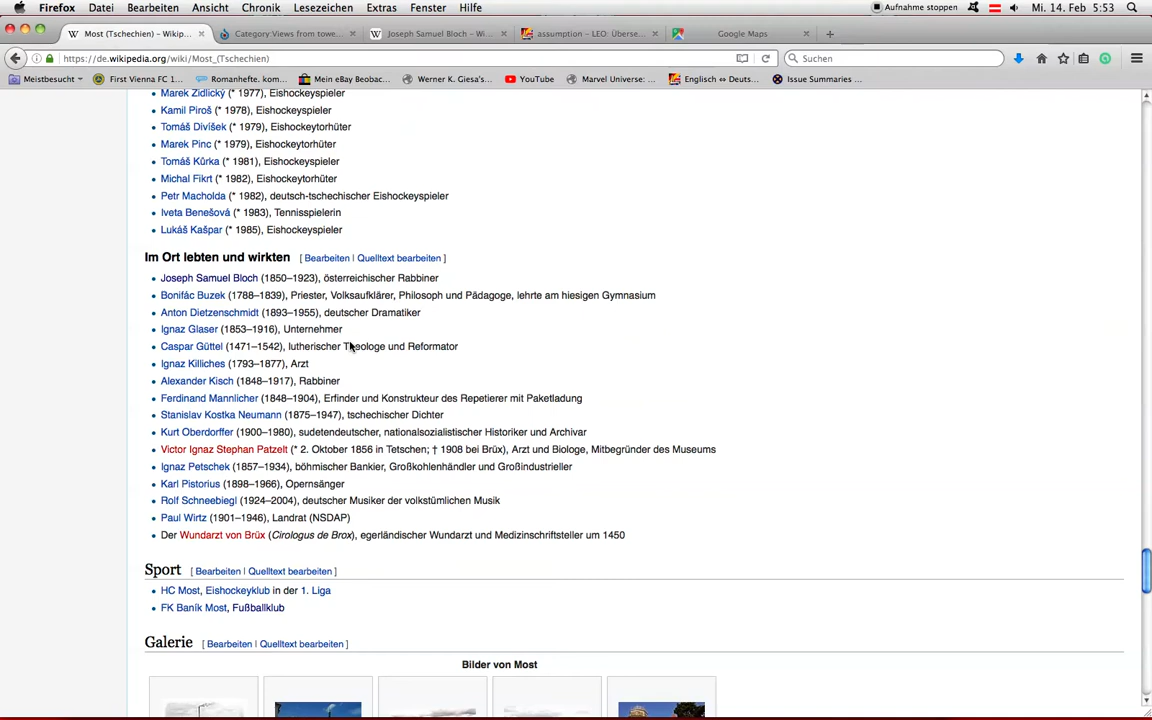 Firefox Datei Bearbeiten Ansicht Chronik Lesezeichen Extras Fenster Hilfe Aufnahme stoppen Mi. 14. Feb 5:53
Most (Tschechien) – Wikip... Category Views from towe... Joseph Samuel Bloch – Wi... assumption – LEO: Überse... Google Maps
https://de.wikipedia.org/wiki/Most_(Tschechien) Suchen
Meistbesucht First Vienna FC 1... Romanhefte. kom... Mein eBay Beobac... Werner K. Giesa's... YouTube Marvel Universe: ... Englisch ⇔ Deuts... Issue Summaries ...
Marek Židlický (* 1977), Eishockeyspieler
Kamil Piroš (* 1978), Eishockeyspieler
Tomáš Divíšek (* 1979), Eishockeytorhüter
Marek Pinc (* 1979), Eishockeytorhüter
Tomáš Kůrka (* 1981), Eishockeyspieler
Michal Fikrt (* 1982), Eishockeytorhüter
Petr Macholda (* 1982), deutsch-tschechischer Eishockeyspieler
Iveta Benešová (* 1983), Tennisspielerin
Lukáš Kašpar (* 1985), Eishockeyspieler
Im Ort lebten und wirkten [ Bearbeiten | Quelltext bearbeiten ]
Joseph Samuel Bloch (1850–1923), österreichischer Rabbiner
Bonifác Buzek (1788–1839), Priester, Volksaufklärer, Philosoph und Pädagoge, lehrte am hiesigen Gymnasium
Anton Dietzenschmidt (1893–1955), deutscher Dramatiker
Ignaz Glaser (1853–1916), Unternehmer
Caspar Güttel (1471–1542), lutherischer Theologe und Reformator
Ignaz Killiches (1793–1877), Arzt
Alexander Kisch (1848–1917), Rabbiner
Ferdinand Mannlicher (1848–1904), Erfinder und Konstrukteur des Repetierer mit Paketladung
Stanislav Kostka Neumann (1875–1947), tschechischer Dichter
Kurt Oberdorffer (1900–1980), sudetendeutscher, nationalsozialistischer Historiker und Archivar
Victor Ignaz Stephan Patzelt (* 2. Oktober 1856 in Tetschen; † 1908 bei Brüx), Arzt und Biologe, Mitbegründer des Museums
Ignaz Petschek (1857–1934), böhmischer Bankier, Großkohlenhändler und Großindustrieller
Karl Pistorius (1898–1966), Opernsänger
Rolf Schneebiegl (1924–2004), deutscher Musiker der volkstümlichen Musik
Paul Wirtz (1901–1946), Landrat (NSDAP)
Der Wundarzt von Brüx (Cirologus de Brox), egerländischer Wundarzt und Medizinschriftsteller um 1450
Sport [ Bearbeiten | Quelltext bearbeiten ]
HC Most, Eishockeyklub in der 1. Liga
FK Baník Most, Fußballklub
Galerie [ Bearbeiten | Quelltext bearbeiten ]
Bilder von Most